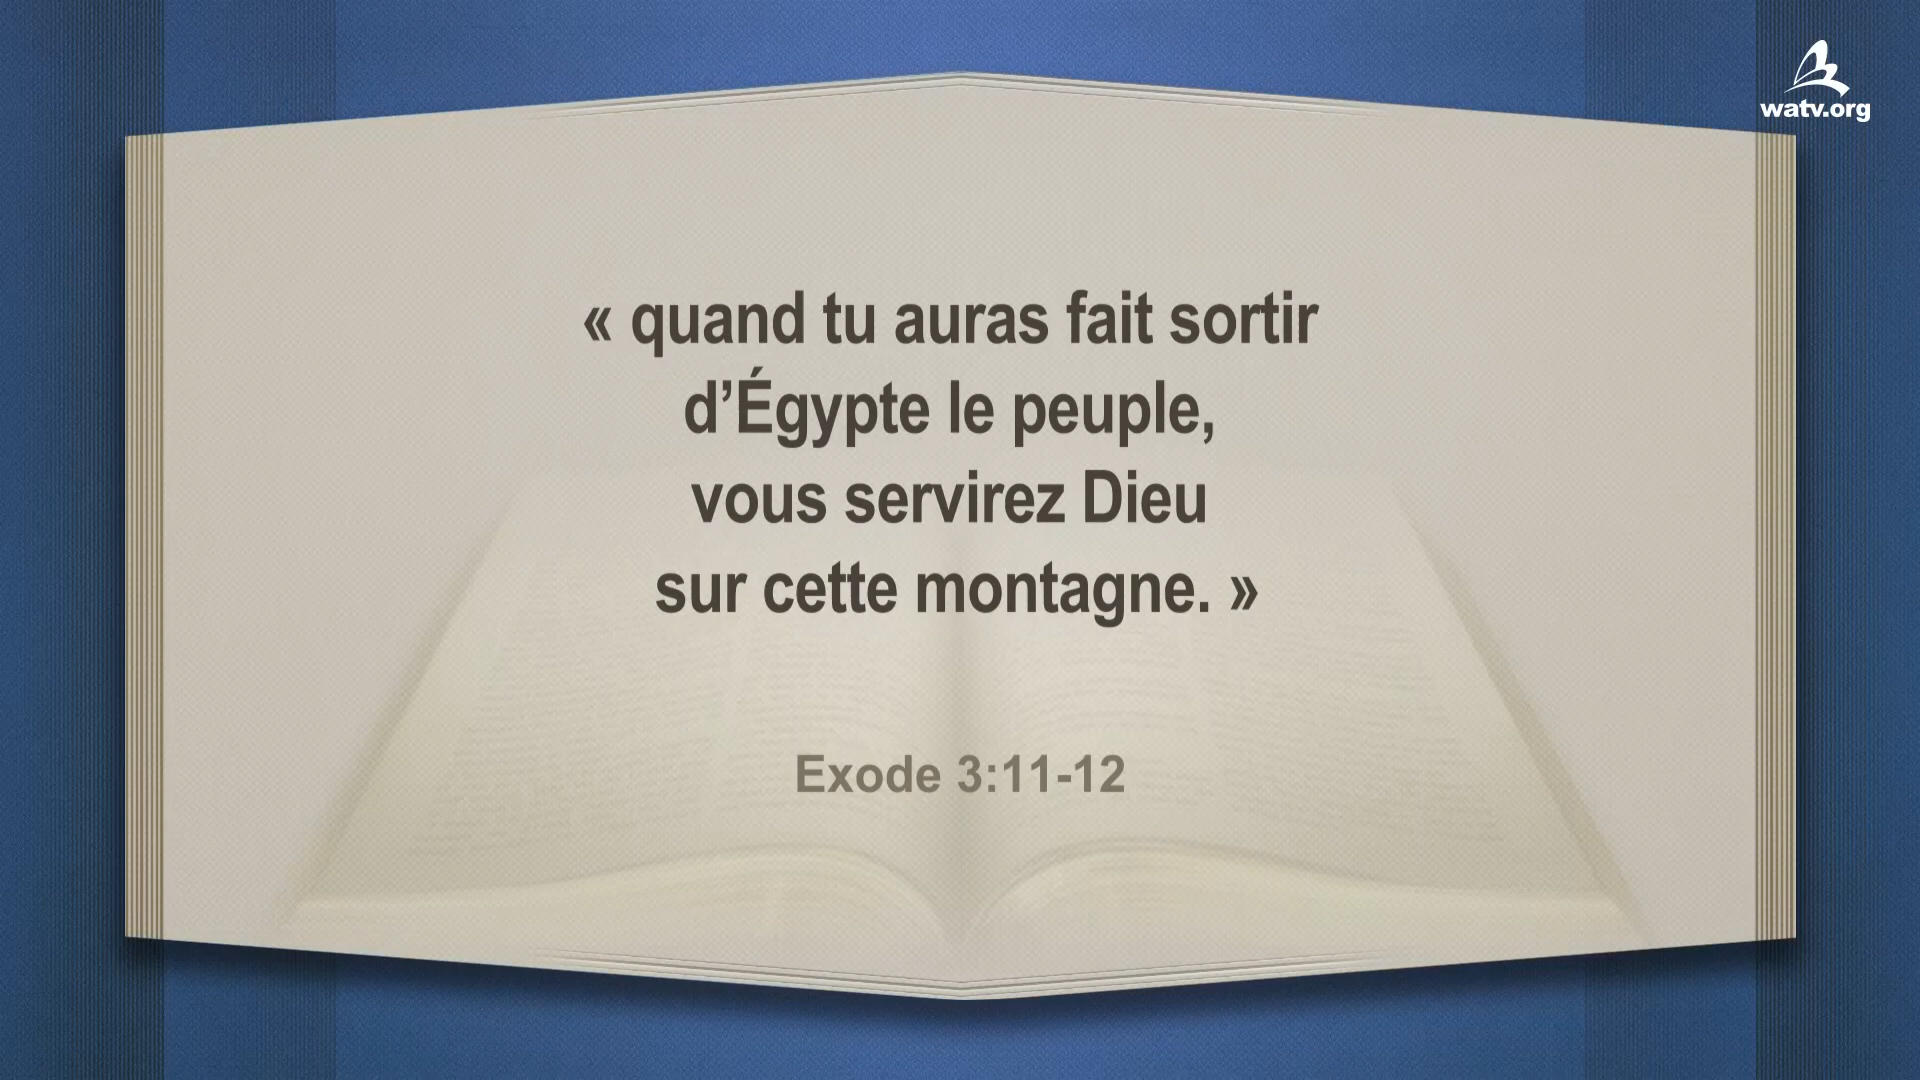 watv.org
« quand tu auras fait sortir
d’Égypte le peuple,
vous servirez Dieu
sur cette montagne. »
Exode 3:11-12